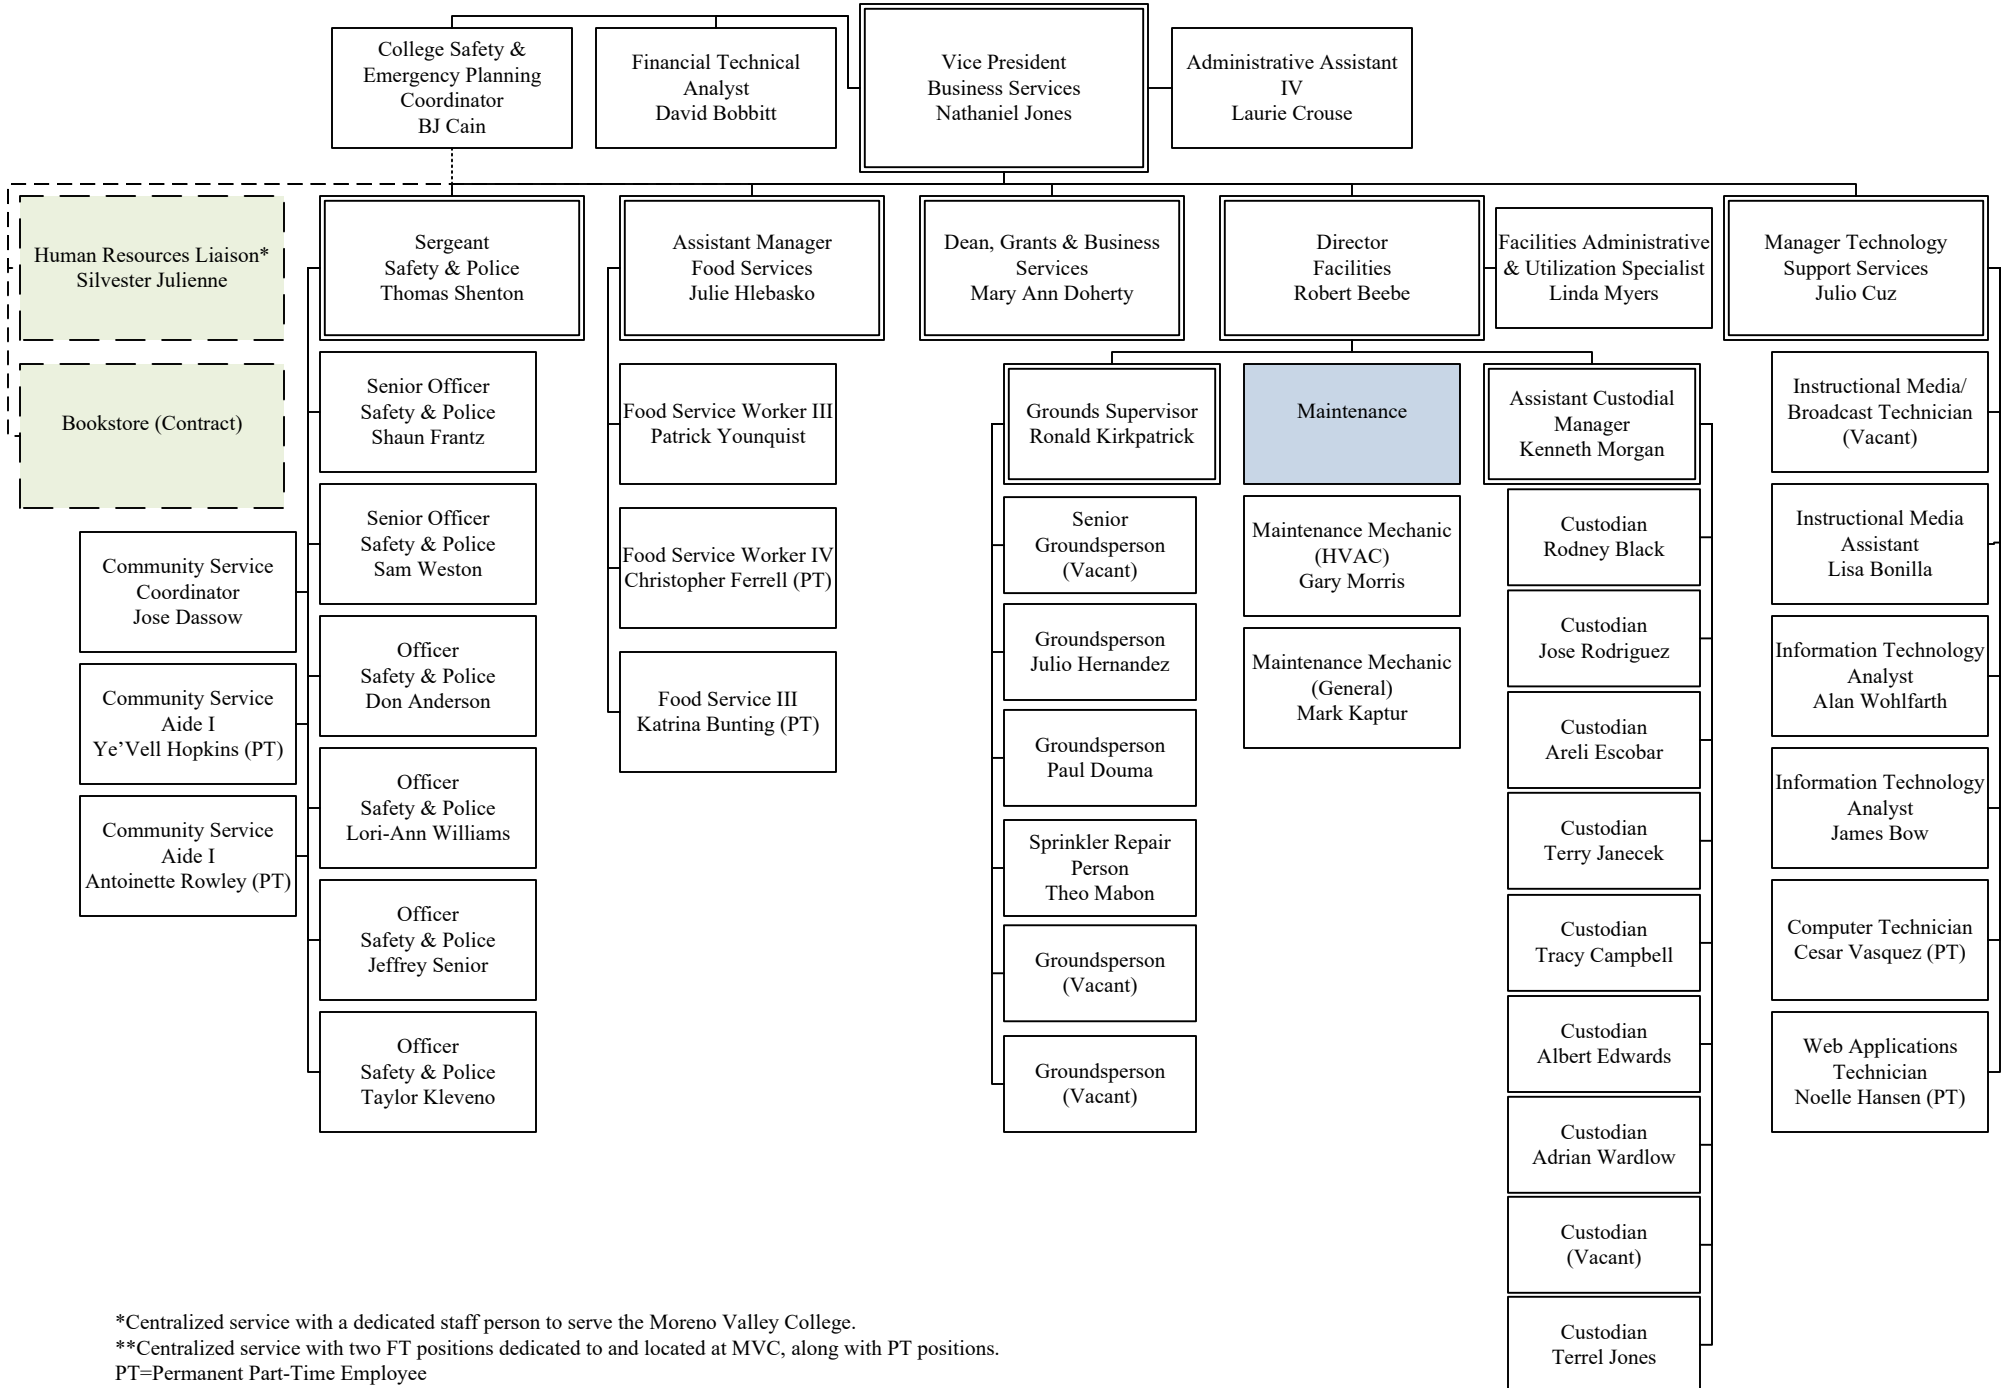 College Safety &
Emergency Planning
Coordinator
BJ Cain
Financial Technical
Analyst
David Bobbitt
Vice President
Business Services
Nathaniel Jones
Administrative Assistant
IV
Laurie Crouse
Human Resources Liaison*
Silvester Julienne
Bookstore (Contract)
Sergeant
Safety & Police
Thomas Shenton
Senior Officer
Safety & Police
Shaun Frantz
Senior Officer
Safety & Police
Sam Weston
Officer
Safety & Police
Don Anderson
Officer
Safety & Police
Lori-Ann Williams
Officer
Safety & Police
Jeffrey Senior
Officer
Safety & Police
Taylor Kleveno
Community Service
Coordinator
Jose Dassow
Community Service
Aide I
Ye’Vell Hopkins (PT)
Community Service
Aide I
Antoinette Rowley (PT)
Assistant Manager
Food Services
Julie Hlebasko
Food Service Worker III
Patrick Younquist
Food Service Worker IV
Christopher Ferrell (PT)
Food Service III
Katrina Bunting (PT)
Dean, Grants & Business
Services
Mary Ann Doherty
Director
Facilities
Robert Beebe
Facilities Administrative
& Utilization Specialist
Linda Myers
Grounds Supervisor
Ronald Kirkpatrick
Senior
Groundsperson
(Vacant)
Groundsperson
Julio Hernandez
Groundsperson
Paul Douma
Sprinkler Repair
Person
Theo Mabon
Groundsperson
(Vacant)
Groundsperson
(Vacant)
Maintenance
Maintenance Mechanic
(HVAC)
Gary Morris
Maintenance Mechanic
(General)
Mark Kaptur
Assistant Custodial
Manager
Kenneth Morgan
Custodian
Rodney Black
Custodian
Jose Rodriguez
Custodian
Areli Escobar
Custodian
Terry Janecek
Custodian
Tracy Campbell
Custodian
Albert Edwards
Custodian
Adrian Wardlow
Custodian
(Vacant)
Custodian
Terrel Jones
Manager Technology
Support Services
Julio Cuz
Instructional Media/
Broadcast Technician
(Vacant)
Instructional Media
Assistant
Lisa Bonilla
Information Technology
Analyst
Alan Wohlfarth
Information Technology
Analyst
James Bow
Computer Technician
Cesar Vasquez (PT)
Web Applications
Technician
Noelle Hansen (PT)
*Centralized service with a dedicated staff person to serve the Moreno Valley College.
**Centralized service with two FT positions dedicated to and located at MVC, along with PT positions.
PT=Permanent Part-Time Employee